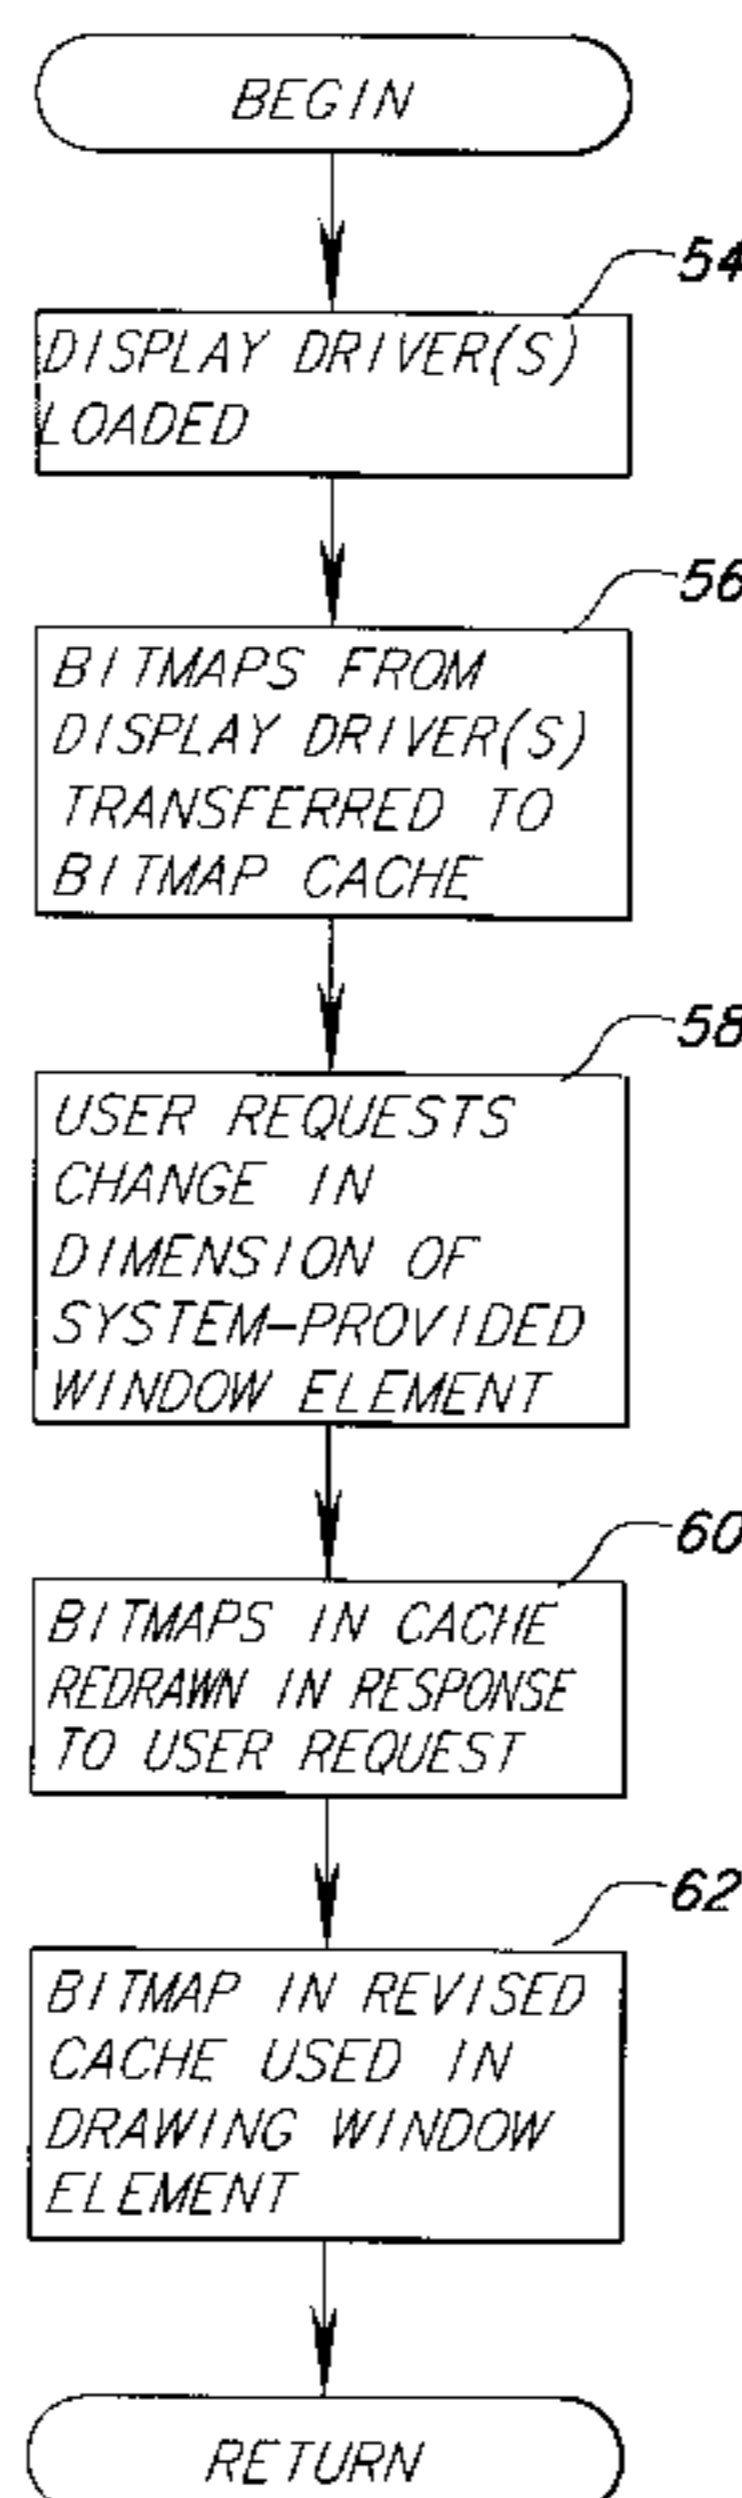 BEGIN
54
DISPLAY DRIVER(S)
LOADED
56
BITMAPS FROM
DISPLAY DRIVER(S)
TRANSFERRED TO
BITMAP CACHE
58
USER REQUESTS
CHANGE IN
DIMENSION OF
SYSTEM-PROVIDED
WINDOW ELEMENT
60
BITMAPS IN CACHE
REDRAWN IN RESPONSE
TO USER REQUEST
62
BITMAP IN REVISED
CACHE USED IN
DRAWING WINDOW
ELEMENT
RETURN